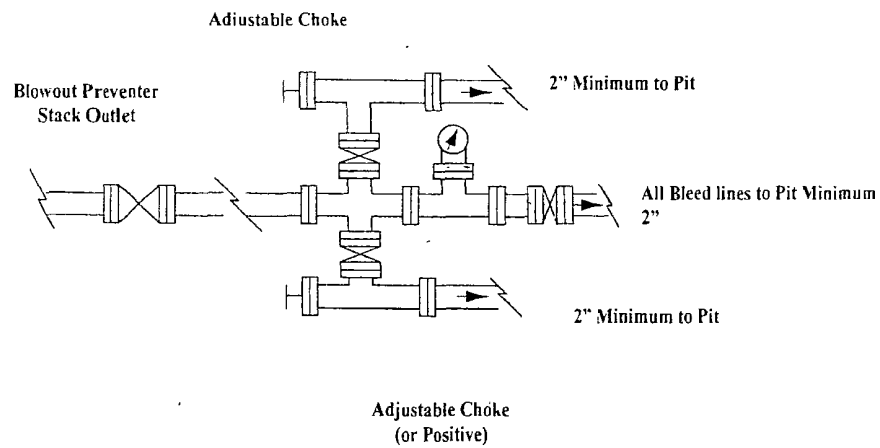 Adjustable Choke
2” Minimum to Pit
Blowout Preventer
Stack Outlet
All Bleed lines to Pit Minimum
2”
2” Minimum to Pit
Adjustable Choke
(or Positive)